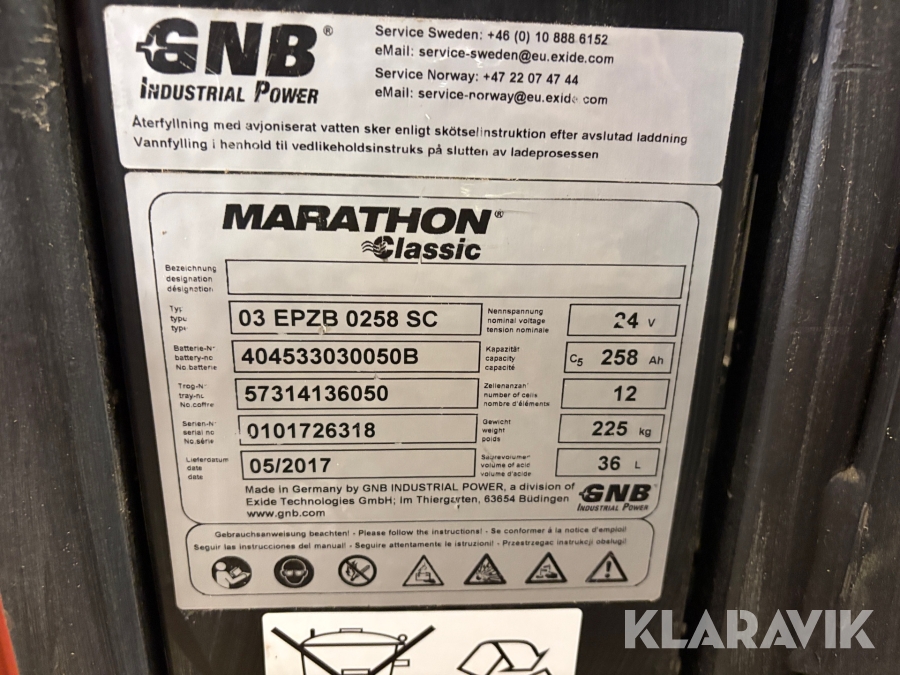 GNB®
INDUSTRIAL POWER
Service Sweden: +46 (0) 10 888 6152
eMail: service-sweden@eu.exide.com
Service Norway: +47 22 07 47 44
eMail: service-norway@eu.exide.com
Återfyllning med avjoniserat vatten sker enligt skötselinstruktion efter avslutad laddning
Vannfylling i henhold til vedlikeholdsinstruks på slutten av ladeprosessen
MARATHON®
Classic
Bezeichnung
designation
désignation
Typ
type
type
03 EPZB 0258 SC
Nennspannung
nominal voltage
tension nominale
24 V
Batterie-Nr
battery-no
No.batterie
404533030050B
Kapazität
capacity
capacité
C5 258 Ah
Trog-Nr
tray-no
No.coffre
57314136050
Zellenanzahl
number of cells
nombre d'éléments
12
Serien-Nr
serial no
No.série
0101726318
Gewicht
weight
poids
225 kg
Lieferdatum
date
date
05/2017
Säurevolumen
volume of acid
volume d'acide
36 L
Made in Germany by GNB INDUSTRIAL POWER, a division of
Exide Technologies GmbH; Im Thiergarten, 63654 Büdingen
www.gnb.com
GNB®
INDUSTRIAL POWER
Gebrauchsanweisung beachten! - Please follow the instructions! - Se conformer à la notice d'emploi!
Seguir las instrucciones del manual! - Seguire attentamente le istruzioni! - Przestrzegac instrukcji obslugi!
KLARAVIK